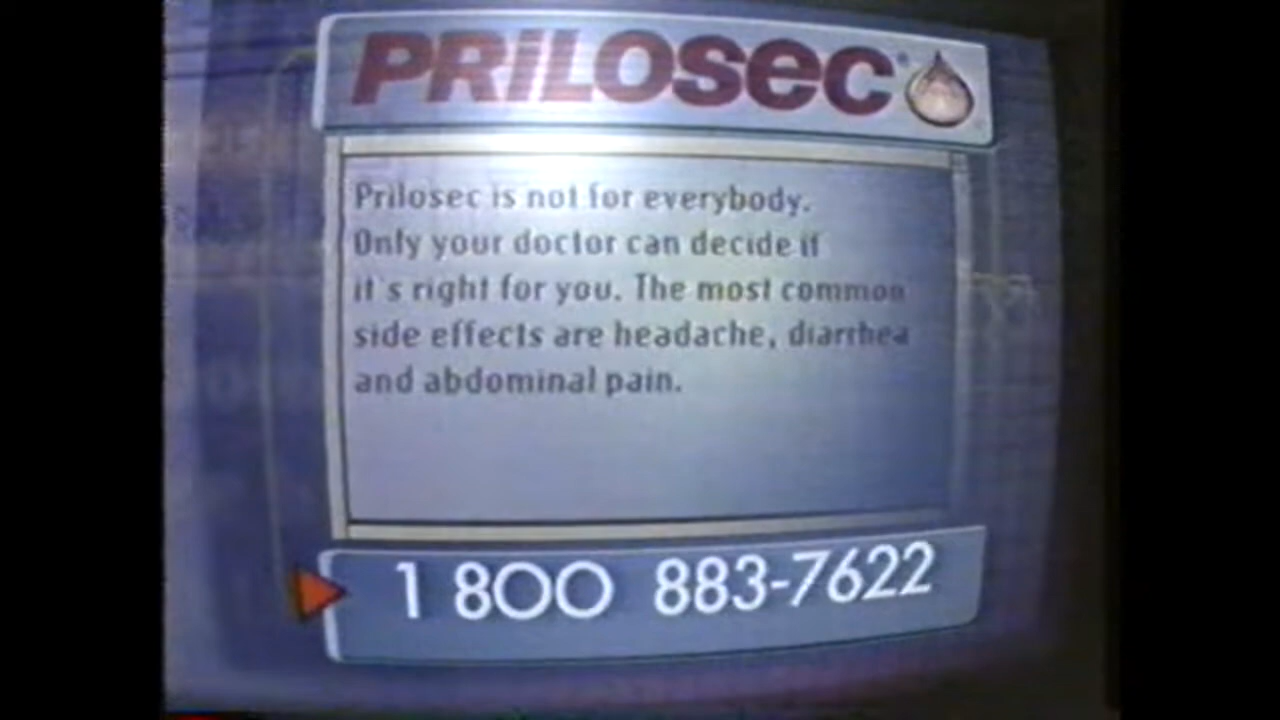 PRILOSEC
Prilosec is not for everybody.
Only your doctor can decide if
it's right for you. The most common
side effects are headache, diarrhea
and abdominal pain.
1 800 883-7622